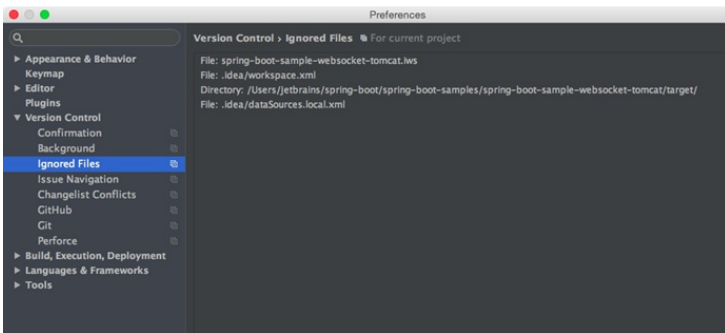 Preferences
Version Control › Ignored Files For current project
Appearance & Behavior
Keymap
Editor
Plugins
Version Control
Confirmation
Background
Ignored Files
Issue Navigation
Changelist Conflicts
GitHub
Git
Perforce
Build, Execution, Deployment
Languages & Frameworks
Tools
File: spring-boot-sample-websocket-tomcat.iws
File: .idea/workspace.xml
Directory: /Users/jetbrains/spring-boot/spring-boot-samples/spring-boot-sample-websocket-tomcat/target/
File: .idea/dataSources.local.xml